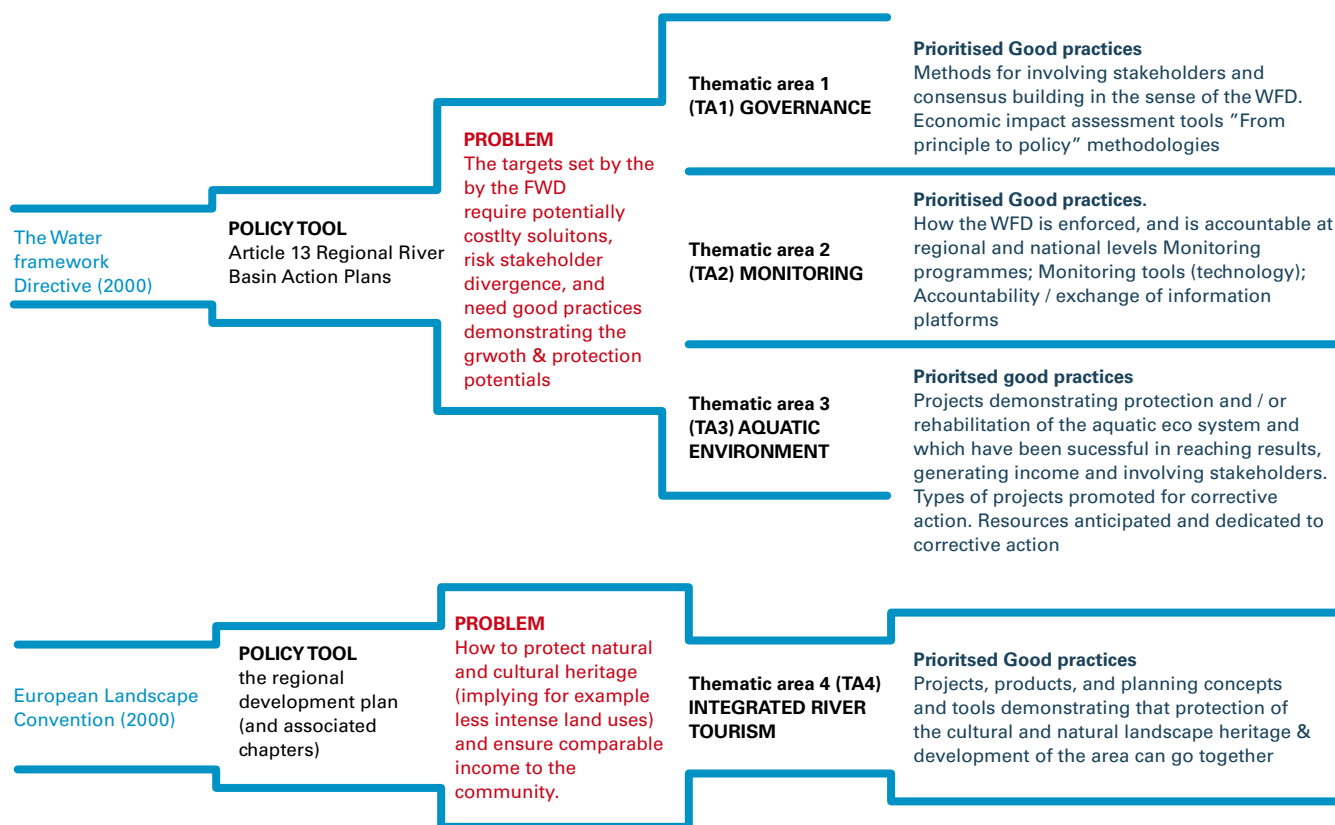 The Water
framework
Directive (2000)
POLICY TOOL
Article 13 Regional River
Basin Action Plans
PROBLEM
The targets set by the
by the FWD
require potentially
costlty soluitons,
risk stakeholder
divergence, and
need good practices
demonstrating the
grwoth & protection
potentials
Thematic area 1
(TA1) GOVERNANCE
Prioritised Good practices
Methods for involving stakeholders and
consensus building in the sense of the WFD.
Economic impact assessment tools ”From
principle to policy” methodologies
Thematic area 2
(TA2) MONITORING
Prioritised Good practices.
How the WFD is enforced, and is accountable at
regional and national levels Monitoring
programmes; Monitoring tools (technology);
Accountability / exchange of information
platforms
Thematic area 3
(TA3) AQUATIC
ENVIRONMENT
Prioritsed good practices
Projects demonstrating protection and / or
rehabilitation of the aquatic eco system and
which have been sucessful in reaching results,
generating income and involving stakeholders.
Types of projects promoted for corrective
action. Resources anticipated and dedicated to
corrective action
European Landscape
Convention (2000)
POLICY TOOL
the regional
development plan
(and associated
chapters)
PROBLEM
How to protect natural
and cultural heritage
(implying for example
less intense land uses)
and ensure comparable
income to the
community.
Thematic area 4 (TA4)
INTEGRATED RIVER
TOURISM
Prioritsed Good practices
Projects, products, and planning concepts
and tools demonstrating that protection of
the cultural and natural landscape heritage &
development of the area can go together